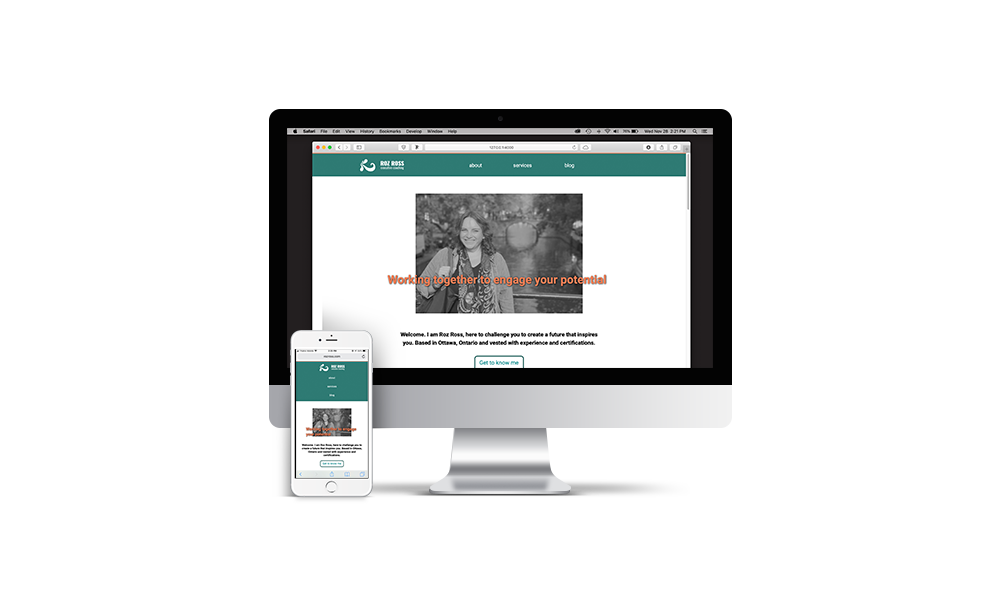 Safari File Edit View History Bookmarks Develop Window Help
Wed Nov 28 2:21 PM
ROZ ROSS
executive coaching
about services blog
Working together to engage your potential
Welcome. I am Roz Ross, here to challenge you to create a future that inspires
you. Based in Ottawa, Ontario and vested with experience and certifications.
Get to know me
ROZ ROSS
about
services
blog
Working together to engage
your potential
Welcome. I am Roz Ross, here to challenge you to
create a future that inspires you. Based in Ottawa,
Ontario and vested with experience and
certifications.
Get to know me